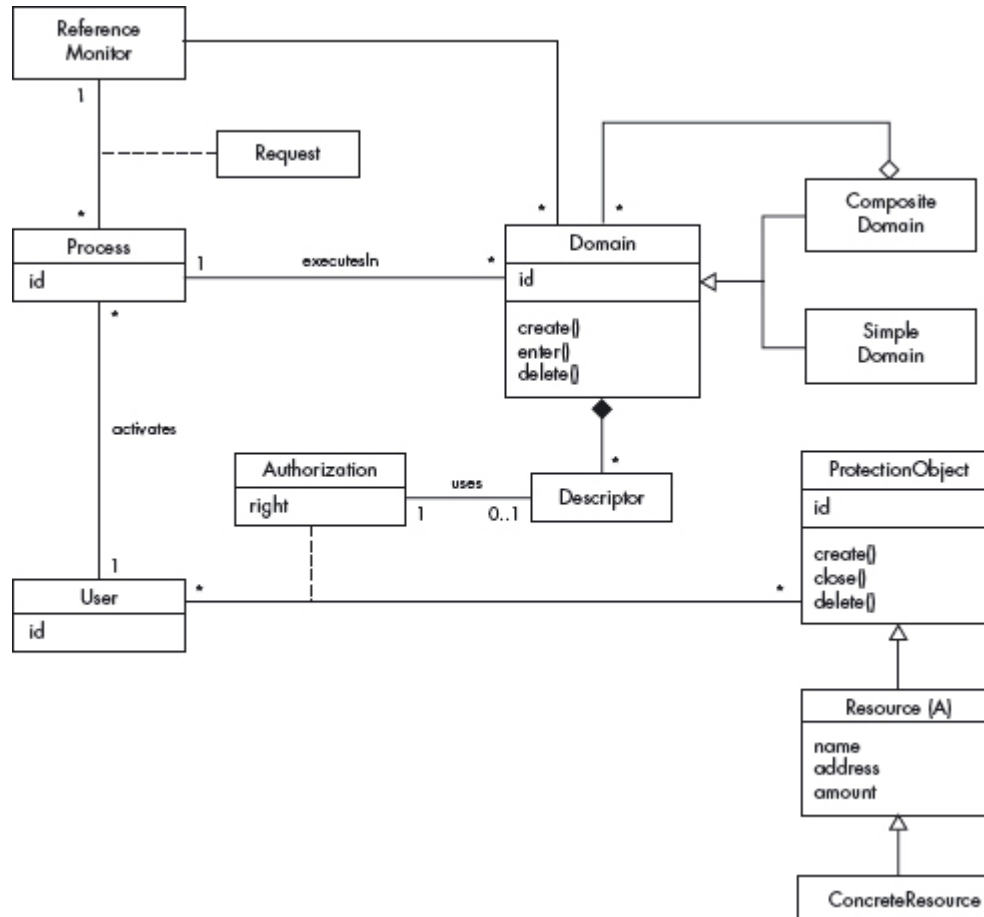 Reference
Monitor
1
Request
*
*
*
Composite
Domain
Process
id
1
executesIn
*
*
Domain
id
create()
enter()
delete()
Simple
Domain
activates
Authorization
right
uses
1
0..1
*
Descriptor
ProtectionObject
id
create()
close()
delete()
1
User
id
*
*
Resource (A)
name
address
amount
ConcreteResource